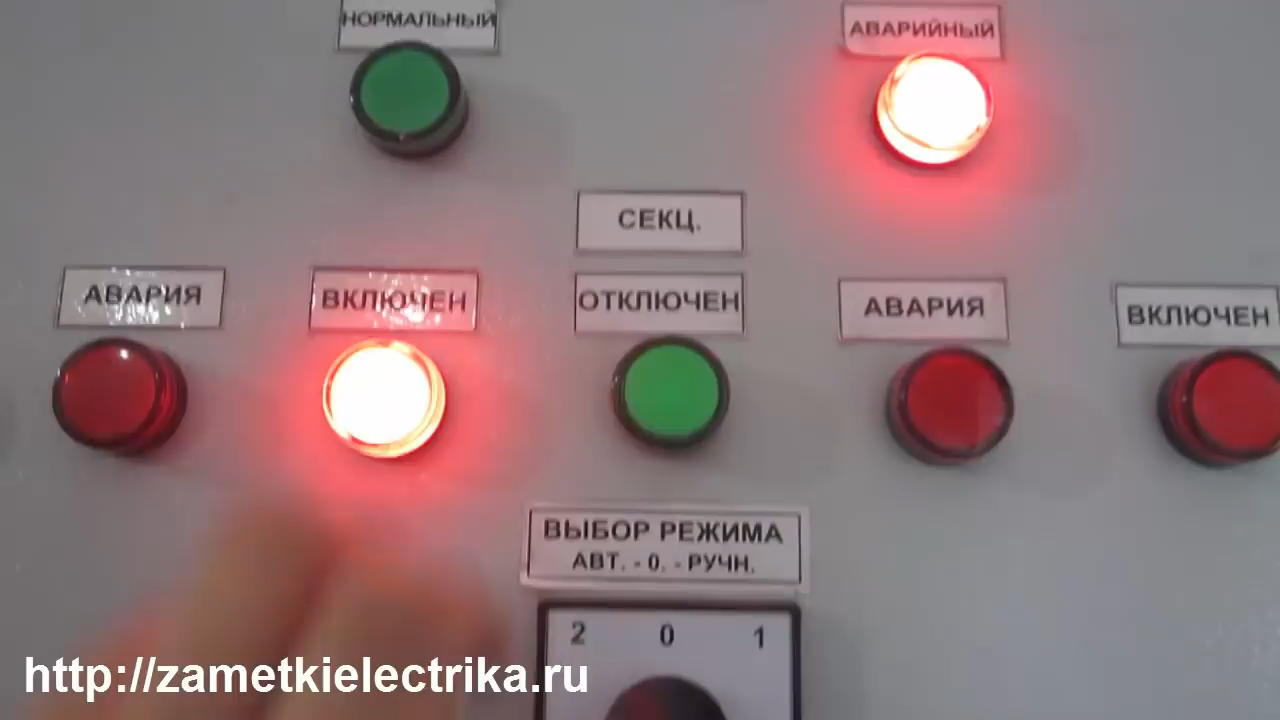 НОРМАЛЬНЫЙ
АВАРИЙНЫЙ
СЕКЦ.
АВАРИЯ
ВКЛЮЧЕН
ОТКЛЮЧЕН
АВАРИЯ
ВКЛЮЧЕН
ВЫБОР РЕЖИМА
АВТ. - 0. - РУЧН.
2 0 1
http://zametkielectrika.ru